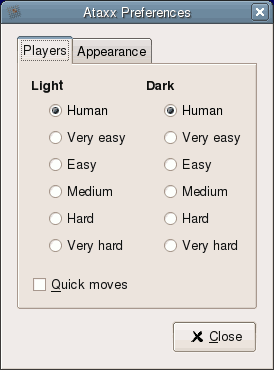 Ataxx Preferences
Players Appearance
Light Dark
Human Human
Very easy Very easy
Easy Easy
Medium Medium
Hard Hard
Very hard Very hard
Quick moves
Close